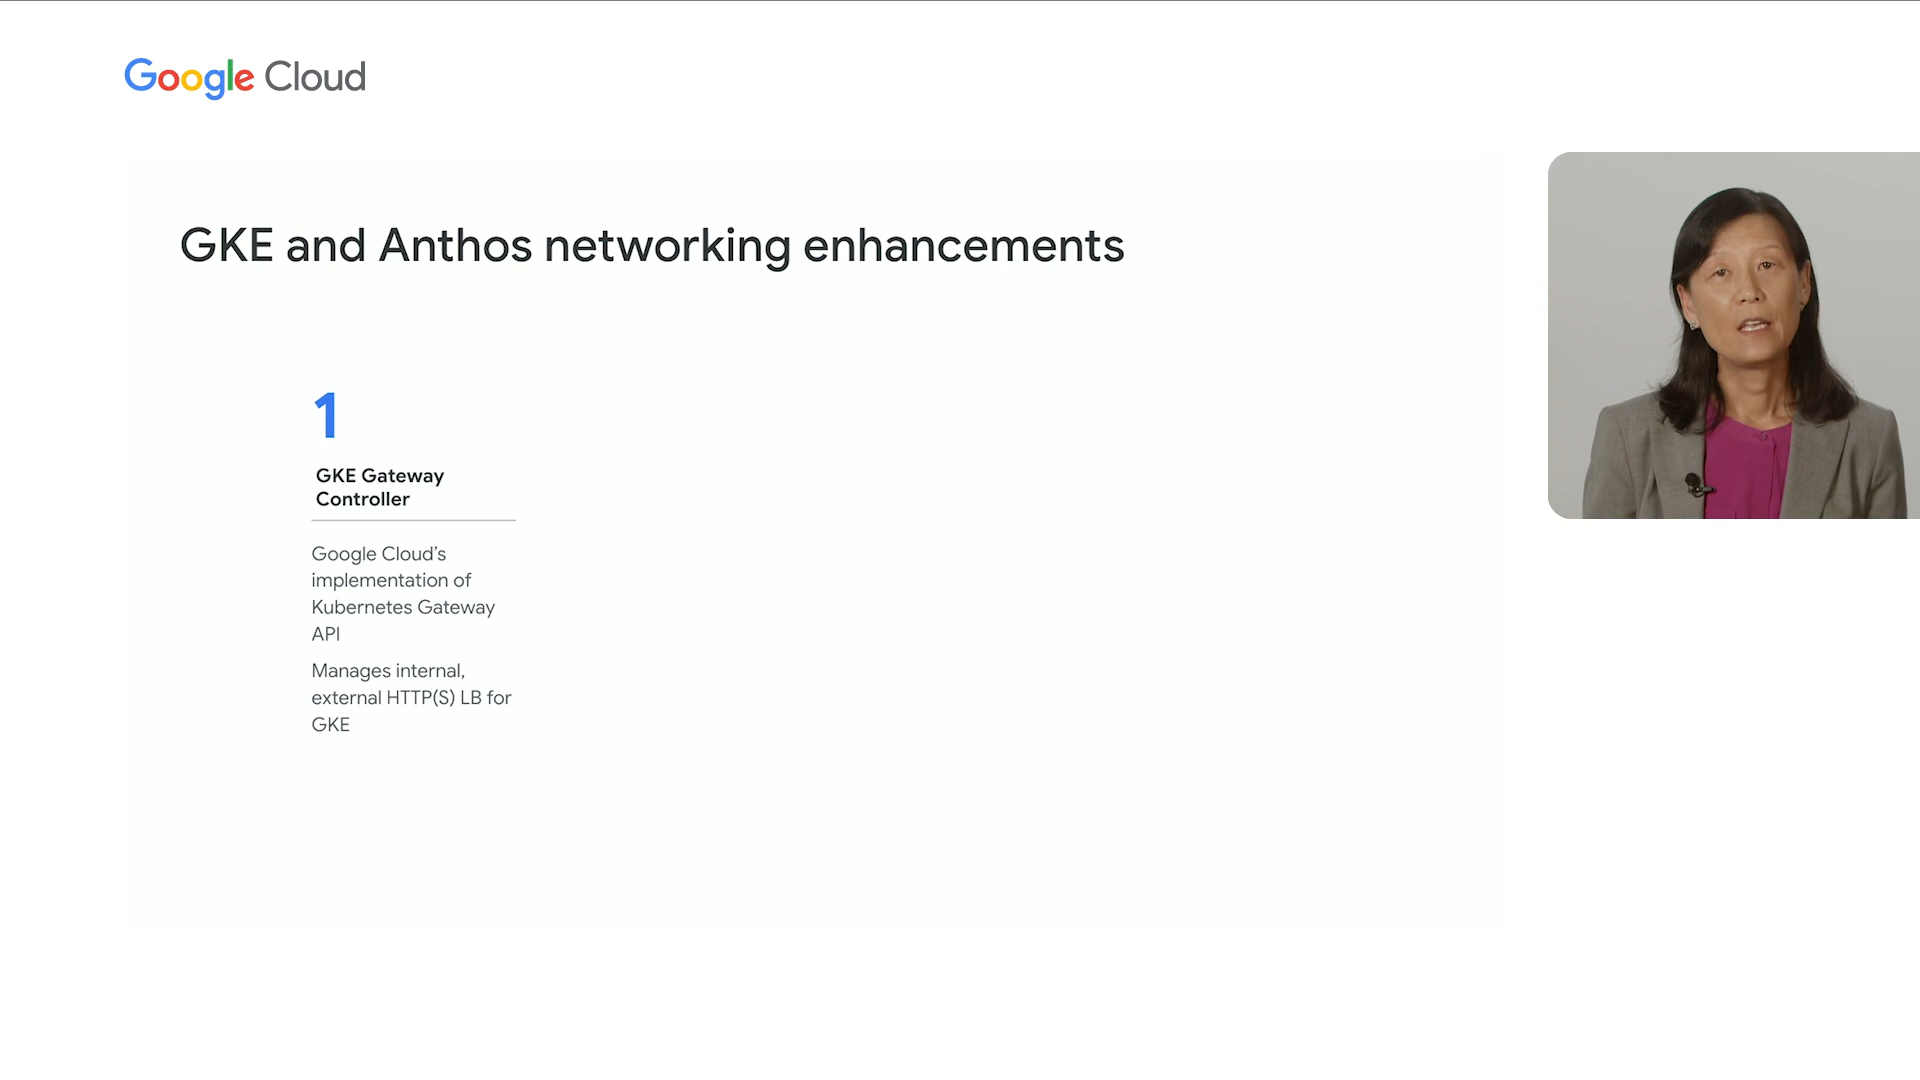 Google Cloud
GKE and Anthos networking enhancements
1
GKE Gateway
Controller
Google Cloud’s
implementation of
Kubernetes Gateway
API
Manages internal,
external HTTP(S) LB for
GKE